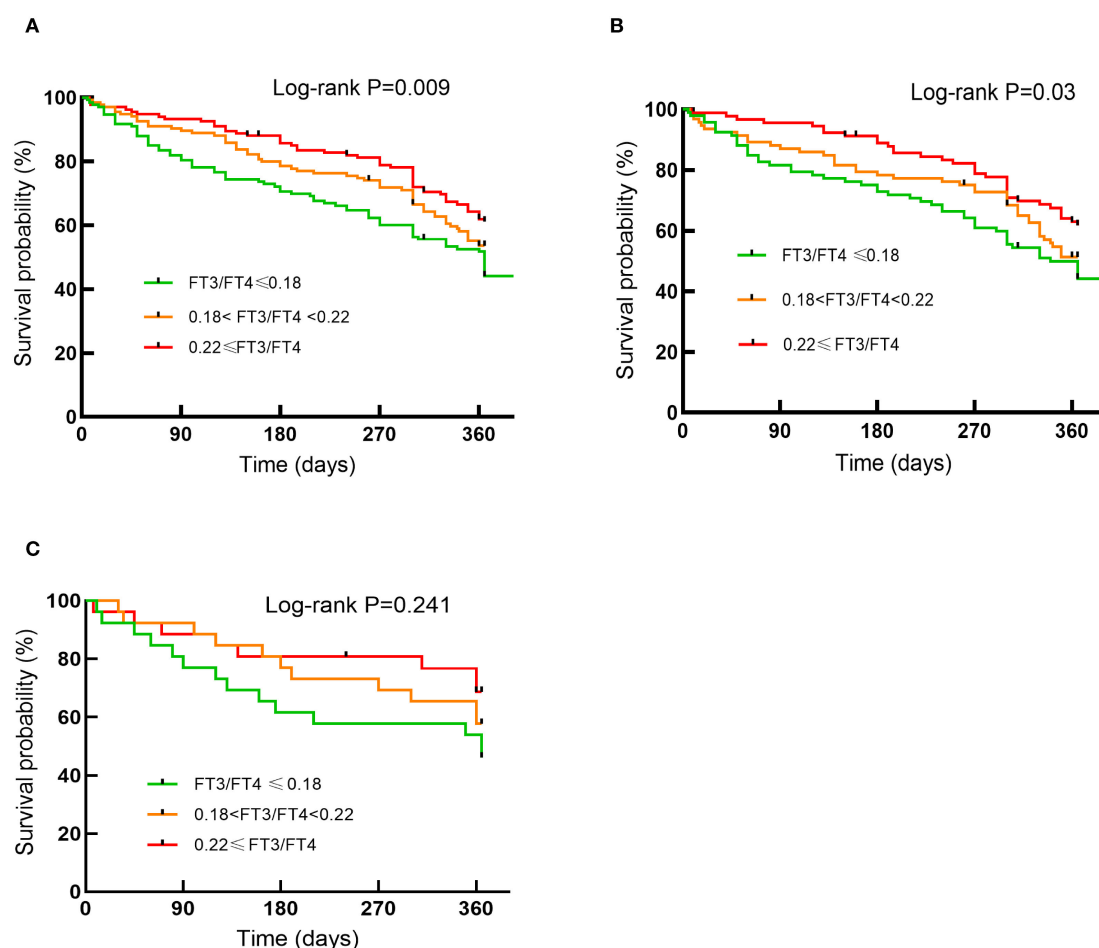 A
Log-rank P=0.009
Survival probability (%)
100
80
60
40
20
0
FT3/FT4≤0.18
0.18< FT3/FT4 <0.22
0.22≤FT3/FT4
0 90 180 270 360
Time (days)
B
Log-rank P=0.03
Survival probability (%)
100
80
60
40
20
0
FT3/FT4 ≤0.18
0.18<FT3/FT4<0.22
0.22≤ FT3/FT4
0 90 180 270 360
Time (days)
C
Log-rank P=0.241
Survival probability (%)
100
80
60
40
20
0
FT3/FT4 ≤ 0.18
0.18<FT3/FT4<0.22
0.22≤ FT3/FT4
0 90 180 270 360
Time (days)